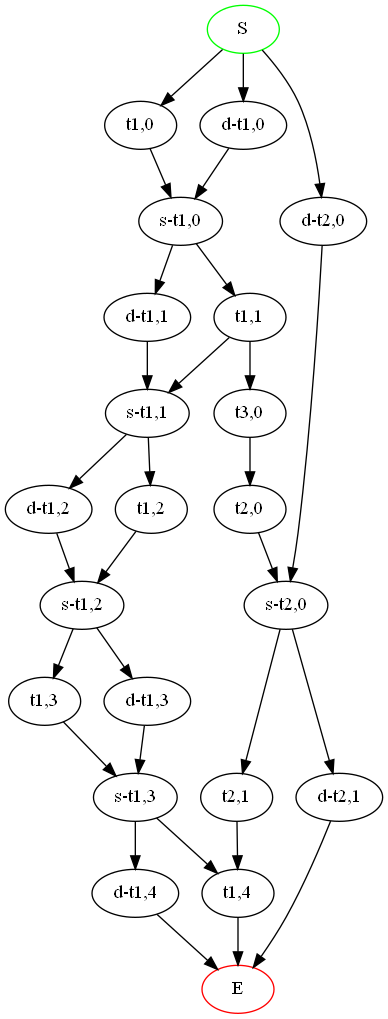 S
t1,0
d-t1,0
s-t1,0
d-t2,0
d-t1,1
t1,1
s-t1,1
t3,0
d-t1,2
t1,2
t2,0
s-t1,2
s-t2,0
t1,3
d-t1,3
s-t1,3
t2,1
d-t2,1
d-t1,4
t1,4
E